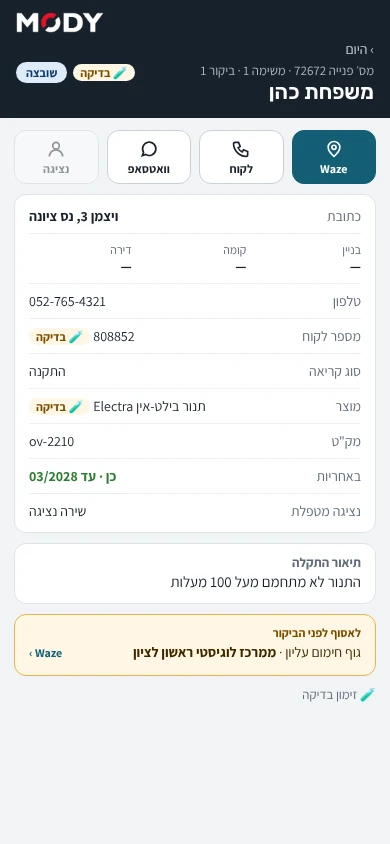 MODY
› היום
מס׳ פנייה 72672 · משימה 1 · ביקור 1
🧪 בדיקה שובצה
משפחת כהן
Waze לקוח וואטסאפ נציגה
כתובת ויצמן 3, נס ציונה
בניין קומה דירה
— — —
טלפון 052-765-4321
מספר לקוח 808852 🧪 בדיקה
סוג קריאה התקנה
מוצר תנור בילט-אין Electra 🧪 בדיקה
מק"ט ov-2210
באחריות כן · עד 03/2028
נציגה מטפלת שירה נציגה
תיאור התקלה
התנור לא מתחמם מעל 100 מעלות
לאסוף לפני הביקור
גוף חימום עליון · ממרכז לוגיסטי ראשון לציון Waze ›
🧪 זימון בדיקה